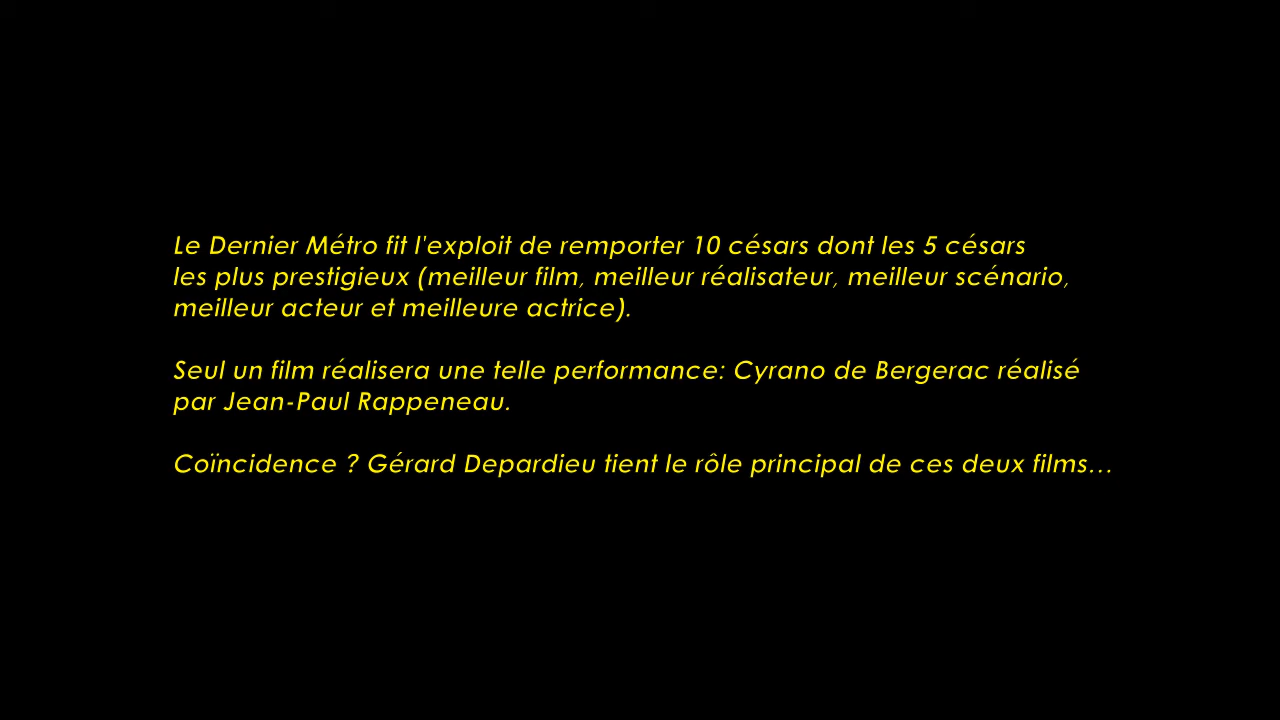 Le Dernier Métro fit l'exploit de remporter 10 césars dont les 5 césars
les plus prestigieux (meilleur film, meilleur réalisateur, meilleur scénario,
meilleur acteur et meilleure actrice).
Seul un film réalisera une telle performance: Cyrano de Bergerac réalisé
par Jean-Paul Rappeneau.
Coïncidence ? Gérard Depardieu tient le rôle principal de ces deux films...